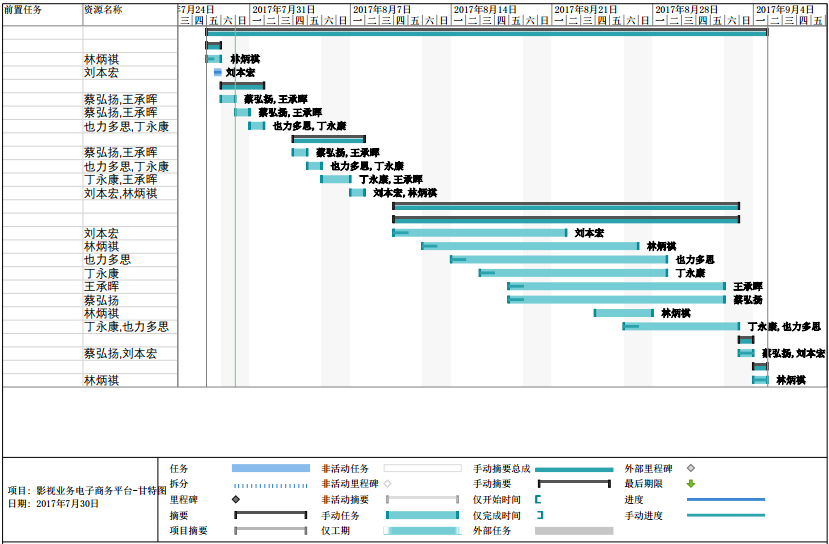 前置任务 资源名称 7月24日 2017年7月31日 2017年8月7日 2017年8月14日 2017年8月21日 2017年8月28日 2017年9月4日
三 四 五 六 日 一 二 三 四 五 六 日 一 二 三 四 五 六 日 一 二 三 四 五 六 日 一 二 三 四 五 六 日 一 二 三 四 五 六 日 一 二 三 四 五
林炳祺 林炳祺
刘本宏 刘本宏
蔡弘扬,王承晖 蔡弘扬,王承晖
蔡弘扬,王承晖 蔡弘扬,王承晖
也力多思,丁永康 也力多思,丁永康
蔡弘扬,王承晖 蔡弘扬,王承晖
也力多思,丁永康 也力多思,丁永康
丁永康,王承晖 丁永康,王承晖
刘本宏,林炳祺 刘本宏,林炳祺
刘本宏 刘本宏
林炳祺 林炳祺
也力多思 也力多思
丁永康 丁永康
王承晖 王承晖
蔡弘扬 蔡弘扬
林炳祺 林炳祺
丁永康,也力多思 丁永康,也力多思
蔡弘扬,刘本宏 蔡弘扬,刘本宏
林炳祺 林炳祺
项目: 影视业务电子商务平台-甘特图
日期: 2017年7月30日
任务 非活动任务 手动摘要总成 外部里程碑
拆分 非活动里程碑 手动摘要 最后期限
里程碑 非活动摘要 仅开始时间 进度
摘要 手动任务 仅完成时间 手动进度
项目摘要 仅工期 外部任务